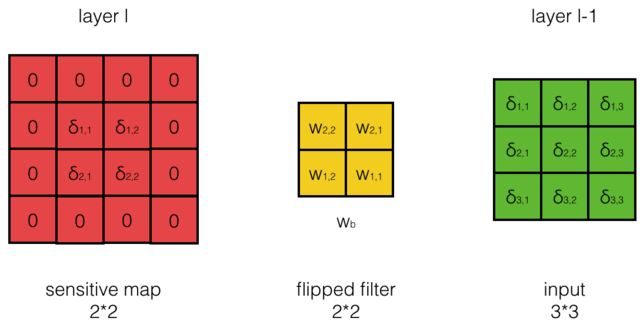 layer l
layer l-1
0 0 0 0
0 δ1,1 δ1,2 0
0 δ2,1 δ2,2 0
0 0 0 0
w2,2 w2,1
w1,2 w1,1
wb
δ1,1 δ1,2 δ1,3
δ2,1 δ2,2 δ2,3
δ3,1 δ3,2 δ3,3
sensitive map
2*2
flipped filter
2*2
input
3*3